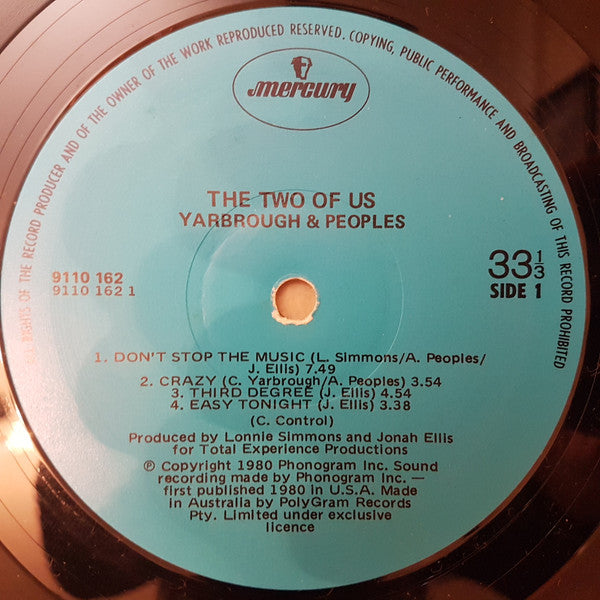 ALL RIGHTS OF THE RECORD PRODUCER AND OF THE OWNER OF THE WORK REPRODUCED RESERVED. COPYING, PUBLIC PERFORMANCE AND BROADCASTING OF THIS RECORD PROHIBITED
mercury
THE TWO OF US
YARBROUGH & PEOPLES
9110 162
9110 162 1
33 1/3
SIDE 1
1. DON'T STOP THE MUSIC (L. Simmons/A. Peoples/
J. Ellis) 7.49
2. CRAZY (C. Yarbrough/A. Peoples) 3.54
3. THIRD DEGREE (J. Ellis) 4.54
4. EASY TONIGHT (J. Ellis) 3.38
(C. Control)
Produced by Lonnie Simmons and Jonah Ellis
for Total Experience Productions
℗ Copyright 1980 Phonogram Inc. Sound
recording made by Phonogram Inc. —
first published 1980 in U.S.A. Made
in Australia by PolyGram Records
Pty. Limited under exclusive
licence